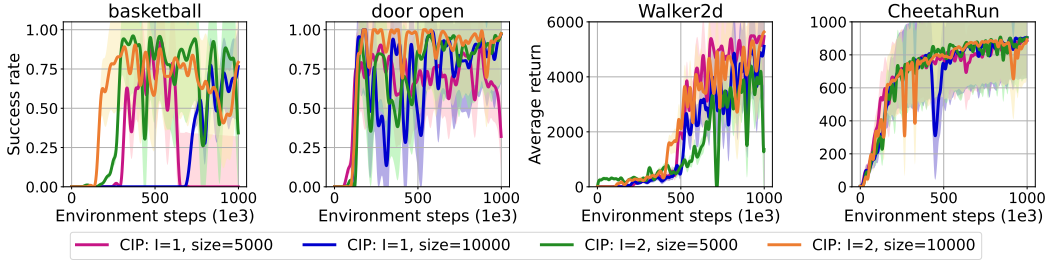 basketball
door open
Walker2d
CheetahRun
Success rate
1.00
0.75
0.50
0.25
0.00
0
500
1000
Environment steps (1e3)
1.00
0.75
0.50
0.25
0.00
0
500
1000
Environment steps (1e3)
Average return
6000
4000
2000
0
0
500
1000
Environment steps (1e3)
1000
800
600
400
200
0
0
500
1000
Environment steps (1e3)
CIP: I=1, size=5000
CIP: I=1, size=10000
CIP: I=2, size=5000
CIP: I=2, size=10000